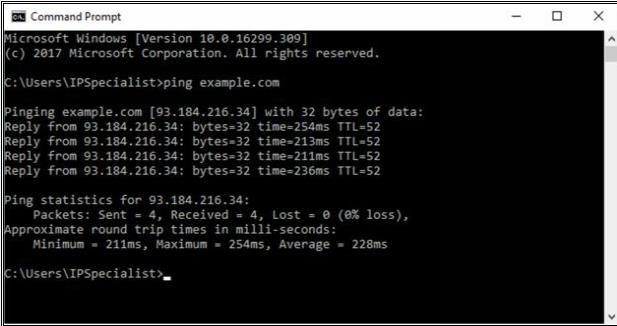 Command Prompt
Microsoft Windows [Version 10.0.16299.309]
(c) 2017 Microsoft Corporation. All rights reserved.
C:\Users\IPSpecialist>ping example.com
Pinging example.com [93.184.216.34] with 32 bytes of data:
Reply from 93.184.216.34: bytes=32 time=254ms TTL=52
Reply from 93.184.216.34: bytes=32 time=213ms TTL=52
Reply from 93.184.216.34: bytes=32 time=211ms TTL=52
Reply from 93.184.216.34: bytes=32 time=236ms TTL=52
Ping statistics for 93.184.216.34:
    Packets: Sent = 4, Received = 4, Lost = 0 (0% loss),
Approximate round trip times in milli-seconds:
    Minimum = 211ms, Maximum = 254ms, Average = 228ms
C:\Users\IPSpecialist>